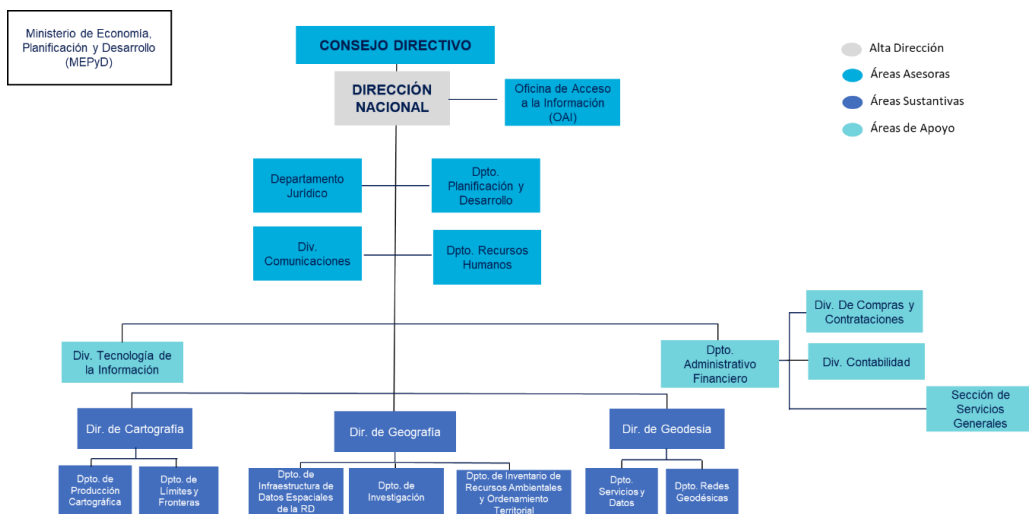 Ministerio de Economía,
Planificación y Desarrollo
(MEPyD)
CONSEJO DIRECTIVO
DIRECCIÓN
NACIONAL
Oficina de Acceso
a la Información
(OAI)
Alta Dirección
Áreas Asesoras
Áreas Sustantivas
Áreas de Apoyo
Departamento
Jurídico
Dpto.
Planificación y
Desarrollo
Div.
Comunicaciones
Dpto. Recursos
Humanos
Div. Tecnología de
la Información
Dpto.
Administrativo
Financiero
Div. De Compras y
Contrataciones
Div. Contabilidad
Sección de
Servicios
Generales
Dir. de Cartografía
Dir. de Geografía
Dir. de Geodesia
Dpto. de
Producción
Cartográfica
Dpto. de
Límites y
Fronteras
Dpto. de
Infraestructura de
Datos Espaciales
de la RD
Dpto. de
Investigación
Dpto. de Inventario de
Recursos Ambientales
y Ordenamiento
Territorial
Dpto.
Servicios y
Datos
Dpto. Redes
Geodésicas